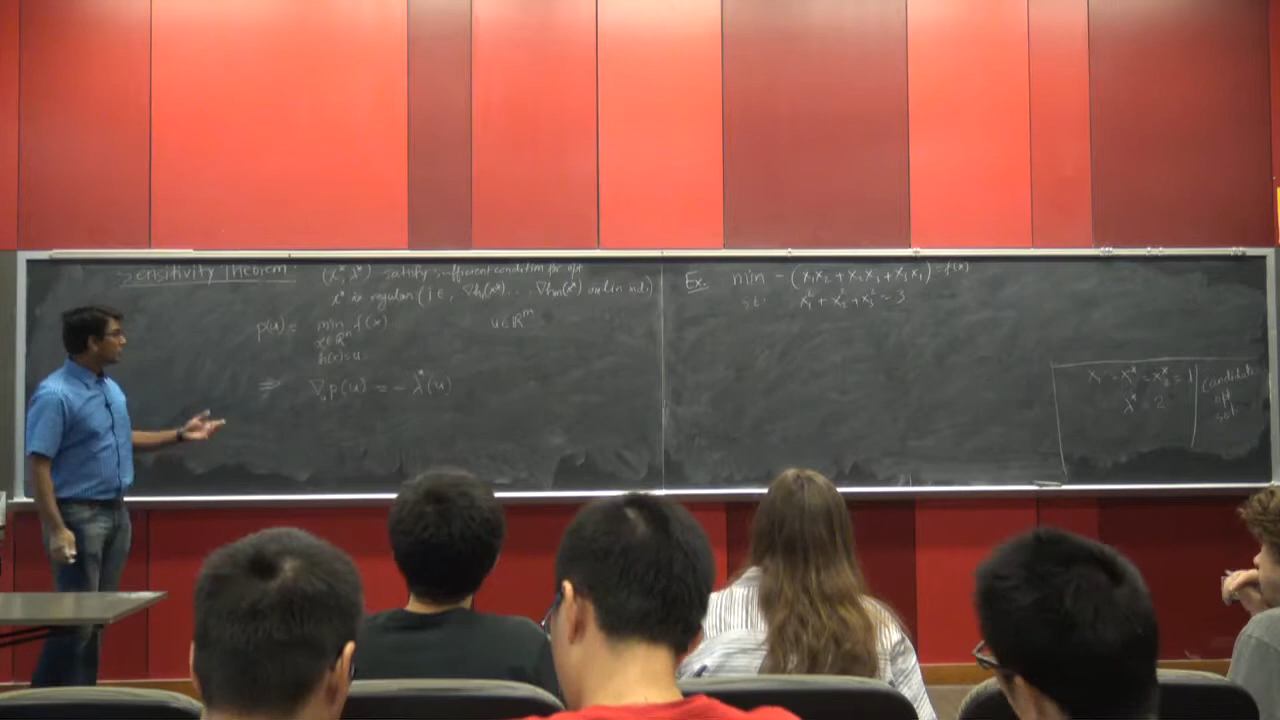 Sensitivity Theorem: (x*, λ*) satisfy sufficient condition for opt
x* is regular (i.e., ∇h₁(x*)..., ∇hₘ(x*) are lin ind.)
p(u) = min f(x) u ∈ ℝᵐ
x∈ℝⁿ
h(x)=u
⇒ ∇p(u) = - λ*(u)
Ex. min - (x₁x₂ + x₂x₃ + x₃x₁) = f(x)
s.t. x₁² + x₂² + x₃² = 3
x₁* = x₂* = x₃* = 1
λ* = 2
candidate
opt
sol.